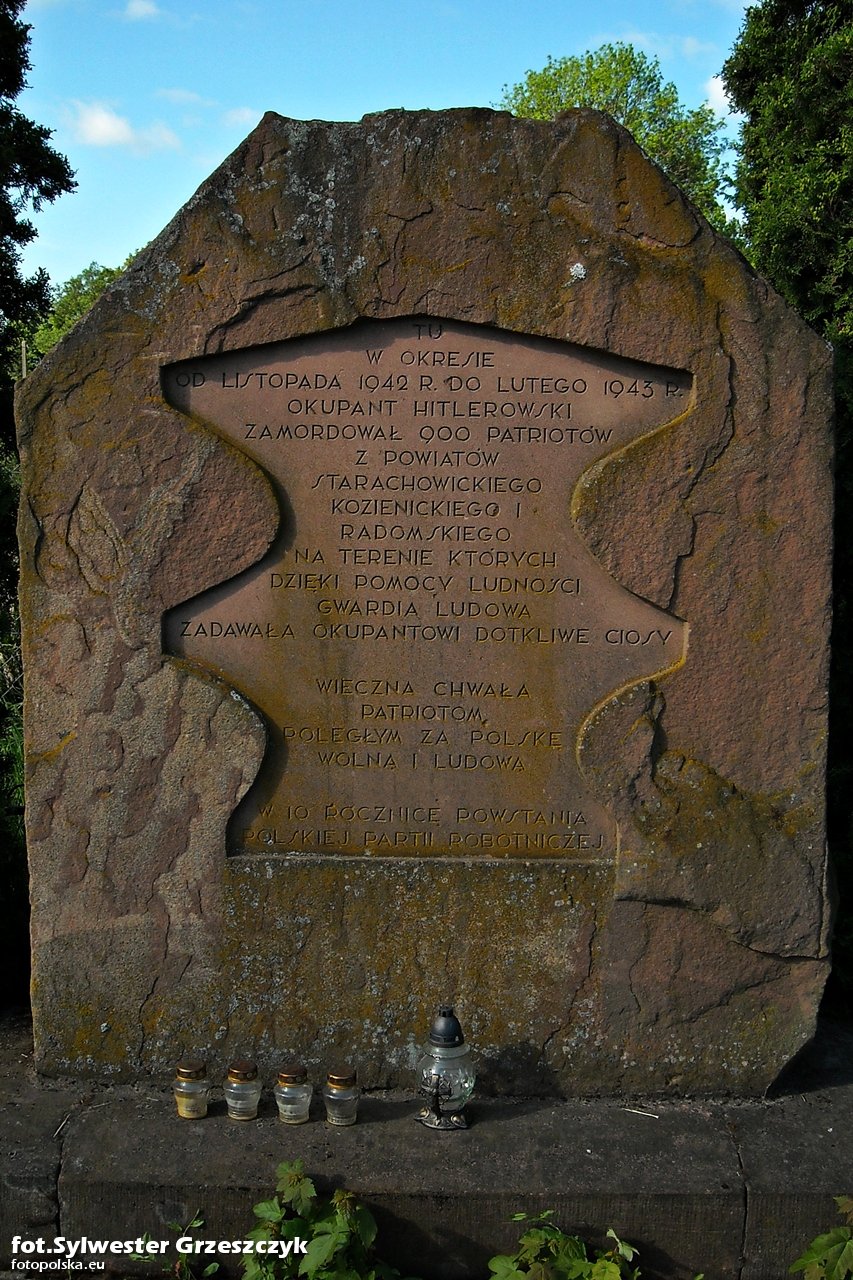 TU
W OKRESIE
OD LISTOPADA 1942 R. DO LUTEGO 1943 R.
OKUPANT HITLEROWSKI
ZAMORDOWAŁ 900 PATRIOTÓW
Z POWIATÓW
STARACHOWICKIEGO
KOZIENICKIEGO I
RADOMSKIEGO
NA TERENIE KTÓRYCH
DZIĘKI POMOCY LUDNOŚCI
GWARDIA LUDOWA
ZADAWAŁA OKUPANTOWI DOTKLIWE CIOSY
WIECZNA CHWAŁA
PATRIOTOM
POLEGŁYM ZA POLSKĘ
WOLNĄ I LUDOWĄ
W 10 ROCZNICĘ POWSTANIA
POLSKIEJ PARTII ROBOTNICZEJ
fot.Sylwester Grzeszczyk
fotopolska.eu